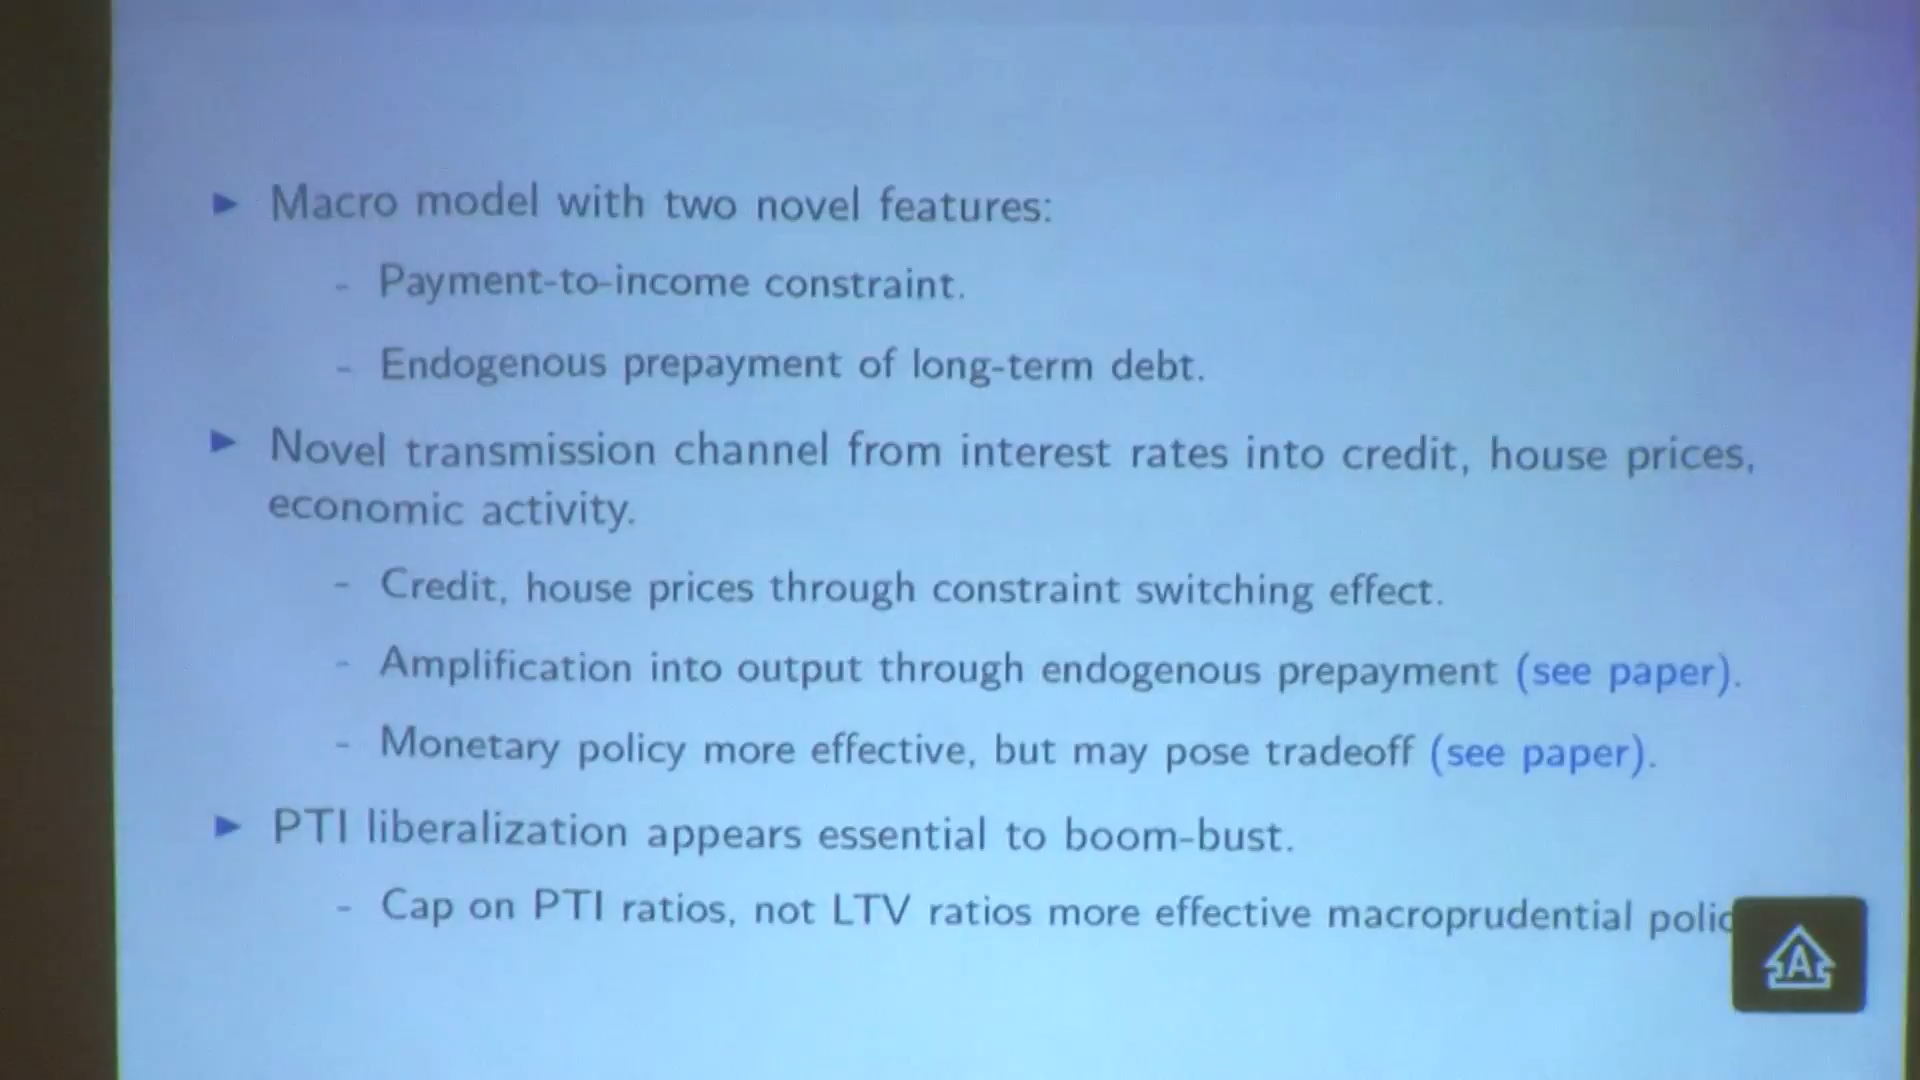 ► Macro model with two novel features:
- Payment-to-income constraint.
- Endogenous prepayment of long-term debt.
► Novel transmission channel from interest rates into credit, house prices,
economic activity.
- Credit, house prices through constraint switching effect.
- Amplification into output through endogenous prepayment (see paper).
- Monetary policy more effective, but may pose tradeoff (see paper).
► PTI liberalization appears essential to boom-bust.
- Cap on PTI ratios, not LTV ratios more effective macroprudential polic
A